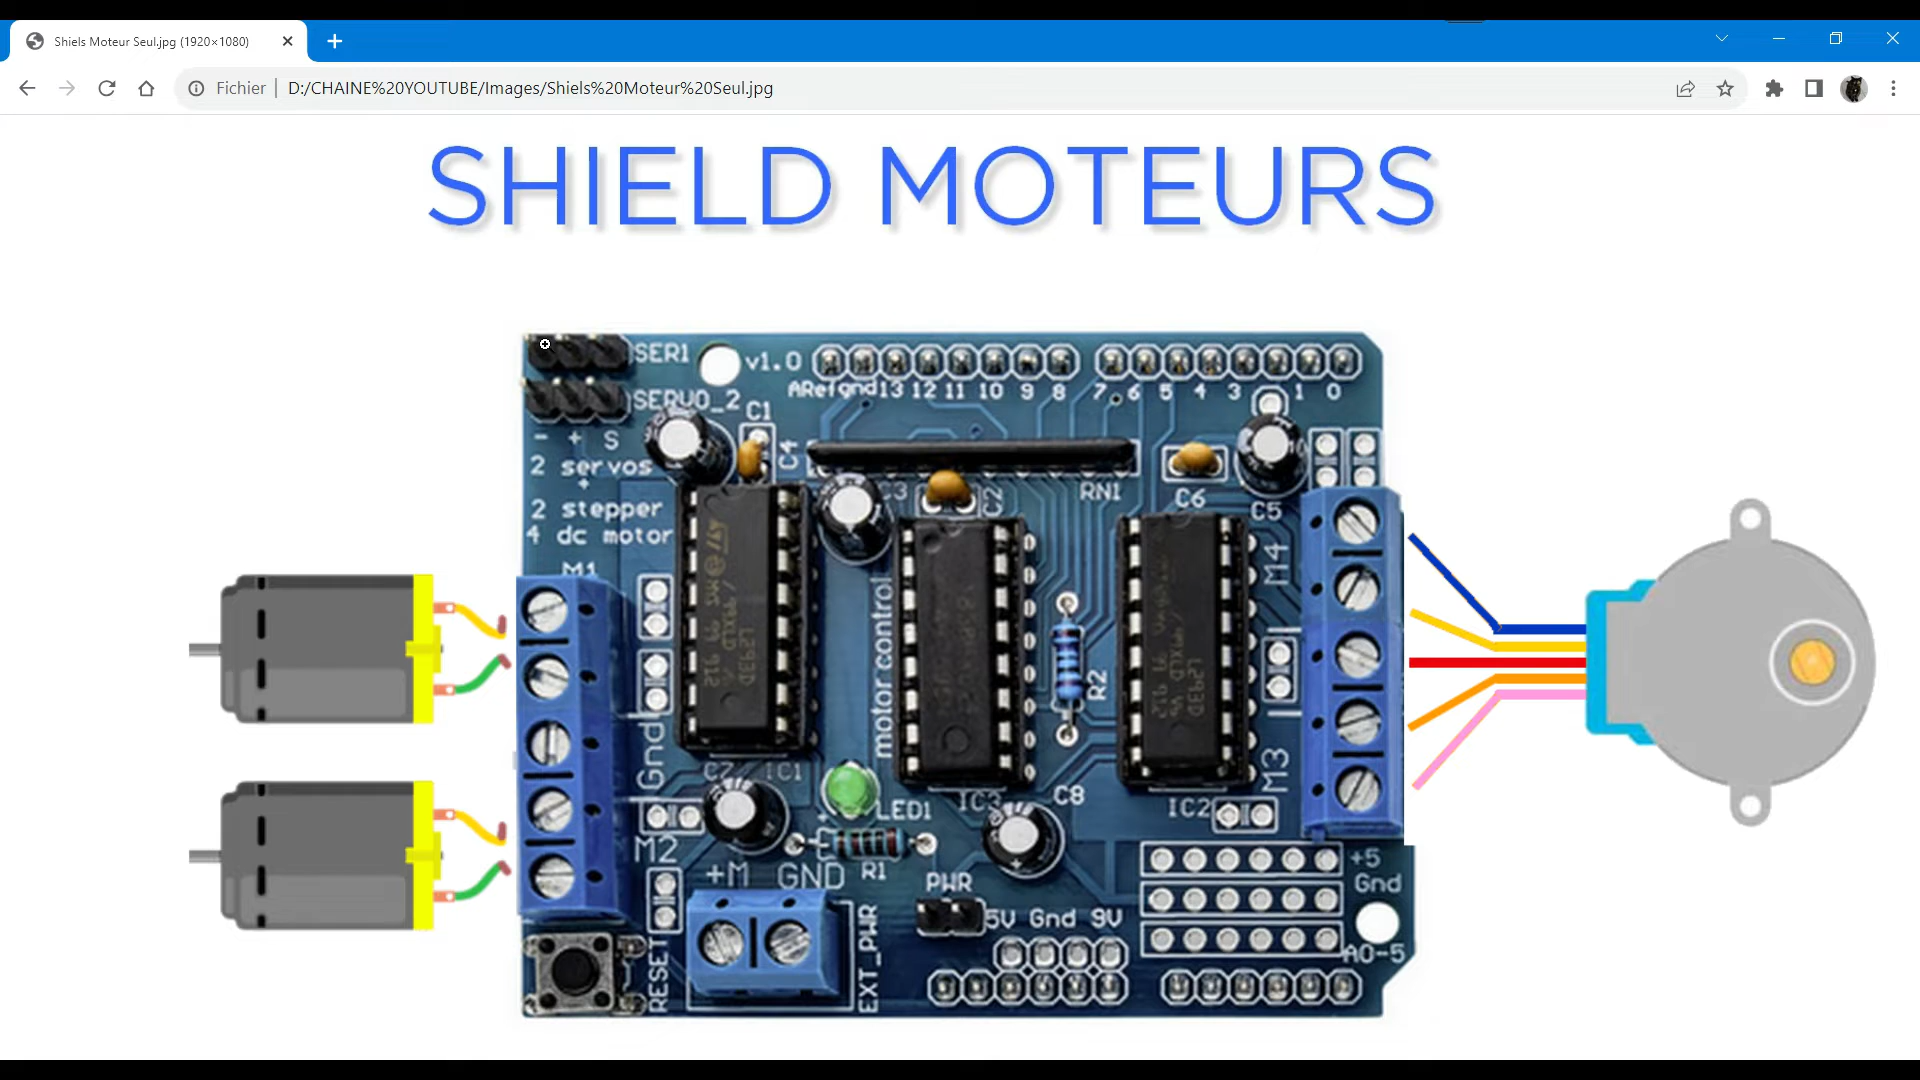 Shiels Moteur Seul.jpg (1920×1080)
Fichier
D:/CHAINE%20YOUTUBE/Images/Shiels%20Moteur%20Seul.jpg
SHIELD MOTEURS
SER1
v1.0
ARefgnd 13 12 11 10 9 8 7 6 5 4 3 1 0
SERVO_2
C1
- + S
2 servos
+
2 stepper
4 dc motor
C4
C3
C2
RN1
C6
C5
M1
M4
motor control
R2
Gnd
M3
C7
IC1
IC3
C8
IC2
LED1
M2
+
R1
+M GND
PWR
+5
Gnd
5V Gnd 9V
A0-5
RESET
EXT_PWR